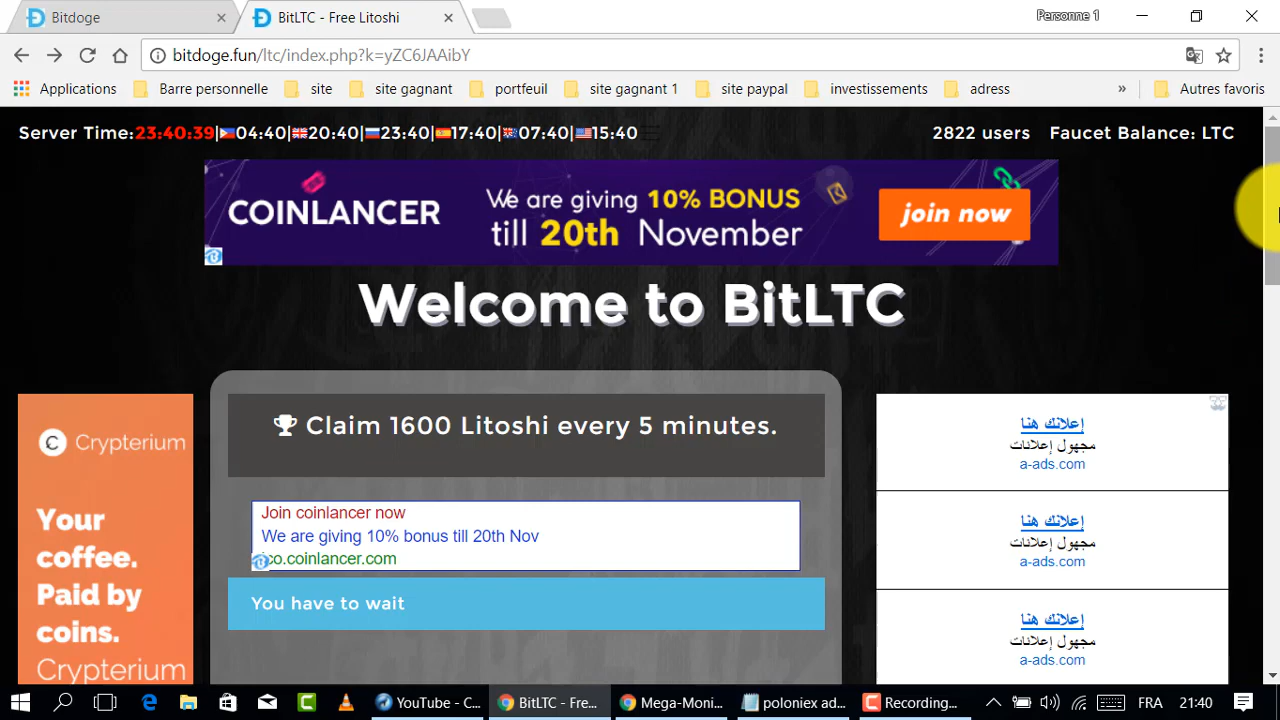 Bitdoge
BitLTC - Free Litoshi
Personne 1
bitdoge.fun/ltc/index.php?k=yZC6JAAibY
Applications
Barre personnelle
site
site gagnant
portfeuil
site gagnant 1
site paypal
investissements
adress
»
Autres favoris
Server Time:23:40:39|04:40|20:40|23:40|17:40|07:40|15:40
2822 users
Faucet Balance: LTC
COINLANCER
We are giving 10% BONUS
till 20th November
join now
Welcome to BitLTC
Crypterium
Your
coffee.
Paid by
coins.
Crypterium
Claim 1600 Litoshi every 5 minutes.
Join coinlancer now
We are giving 10% bonus till 20th Nov
ico.coinlancer.com
You have to wait
إعلانك هنا
مجهول إعلانات
a-ads.com
إعلانك هنا
مجهول إعلانات
a-ads.com
إعلانك هنا
مجهول إعلانات
a-ads.com
YouTube - C...
BitLTC - Fre...
Mega-Moni...
poloniex ad...
Recording...
FRA
21:40